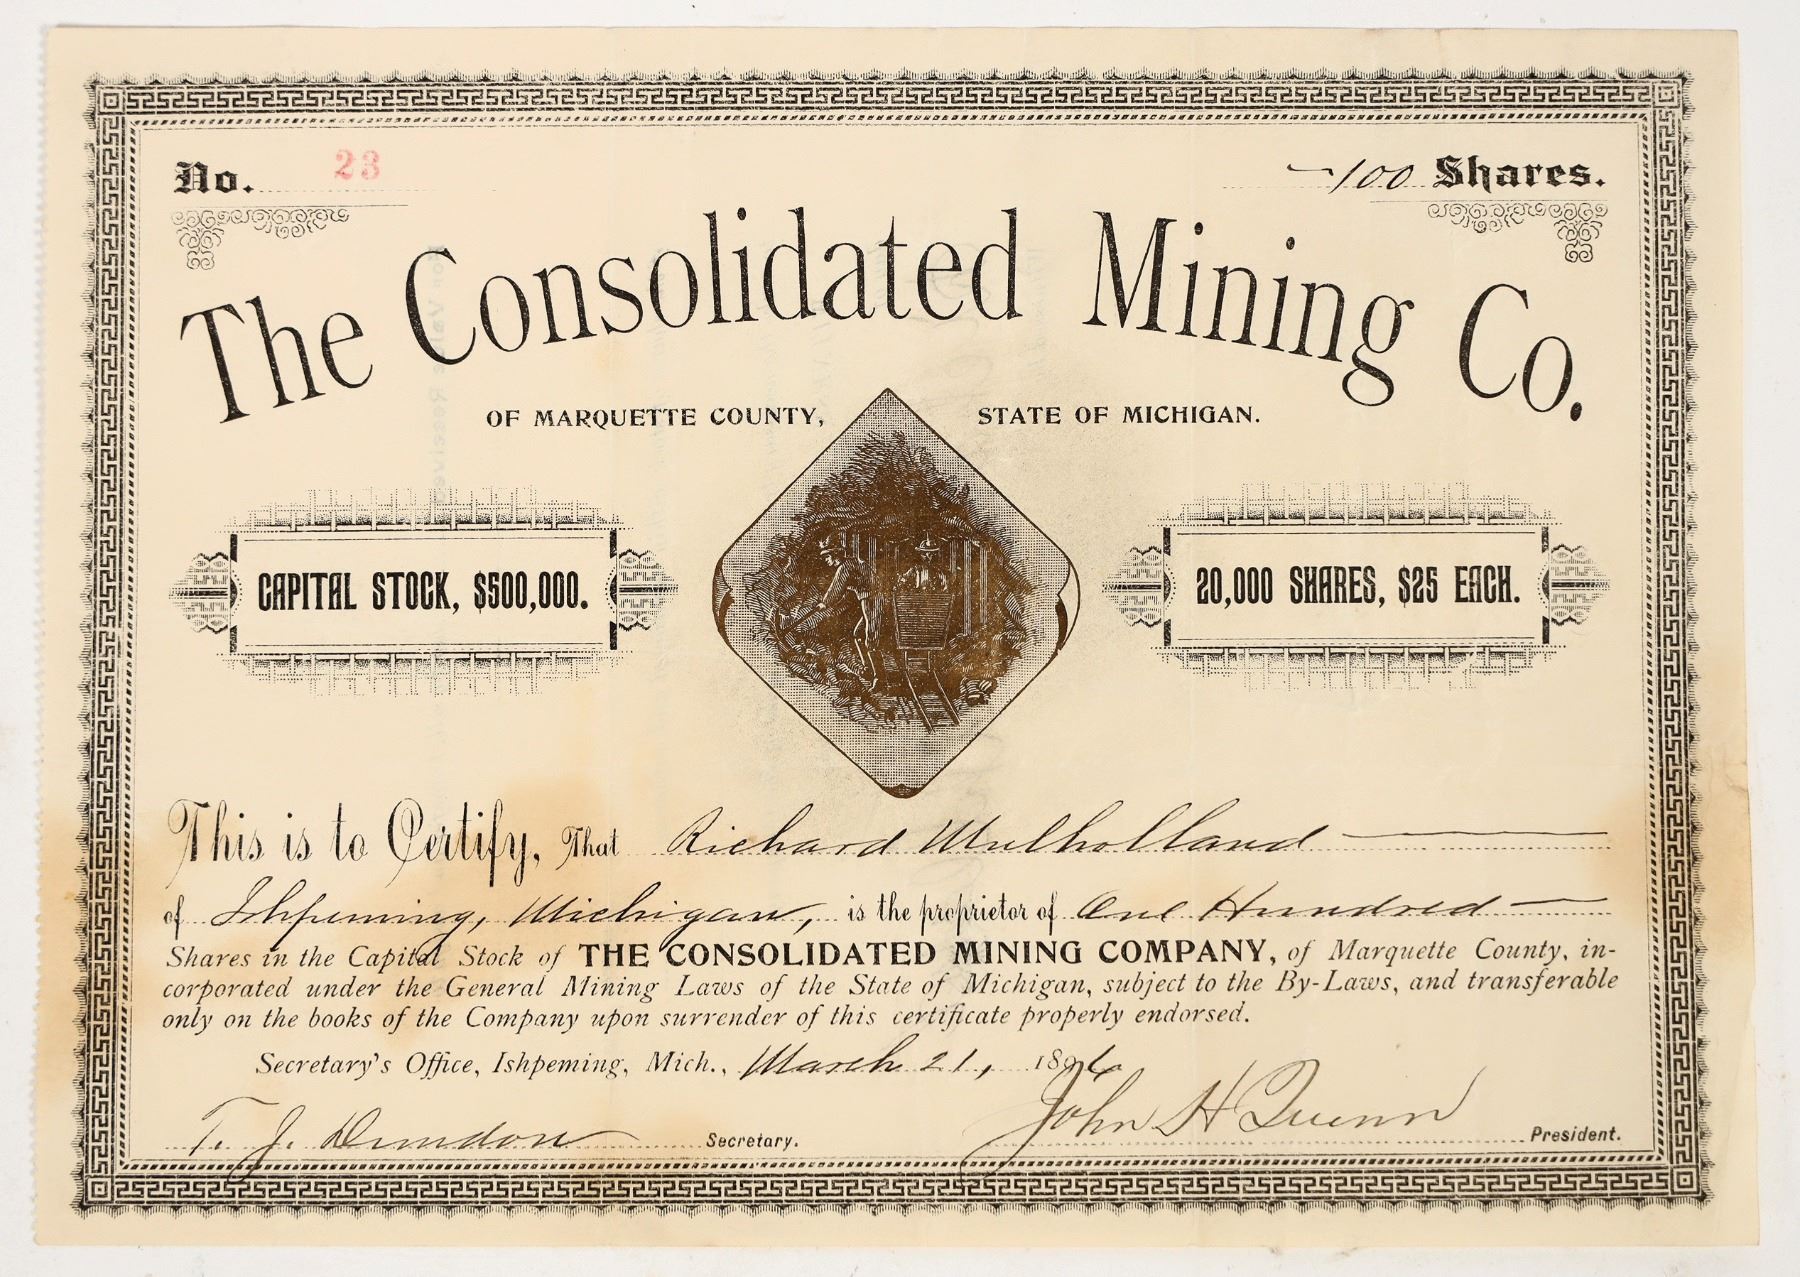 No. 23
100 Shares.
The Consolidated Mining Co.
OF MARQUETTE COUNTY, STATE OF MICHIGAN.
CAPITAL STOCK, $500,000.
20,000 SHARES, $25 EACH.
This is to Certify, That Richard Mulholland
of Ishpeming, Michigan, is the proprietor of One Hundred
Shares in the Capital Stock of THE CONSOLIDATED MINING COMPANY, of Marquette County, in-
corporated under the General Mining Laws of the State of Michigan, subject to the By-Laws, and transferable
only on the books of the Company upon surrender of this certificate properly endorsed.
Secretary's Office, Ishpeming, Mich., March 21, 1896
T. J. Secretary.
John H Quinn President.